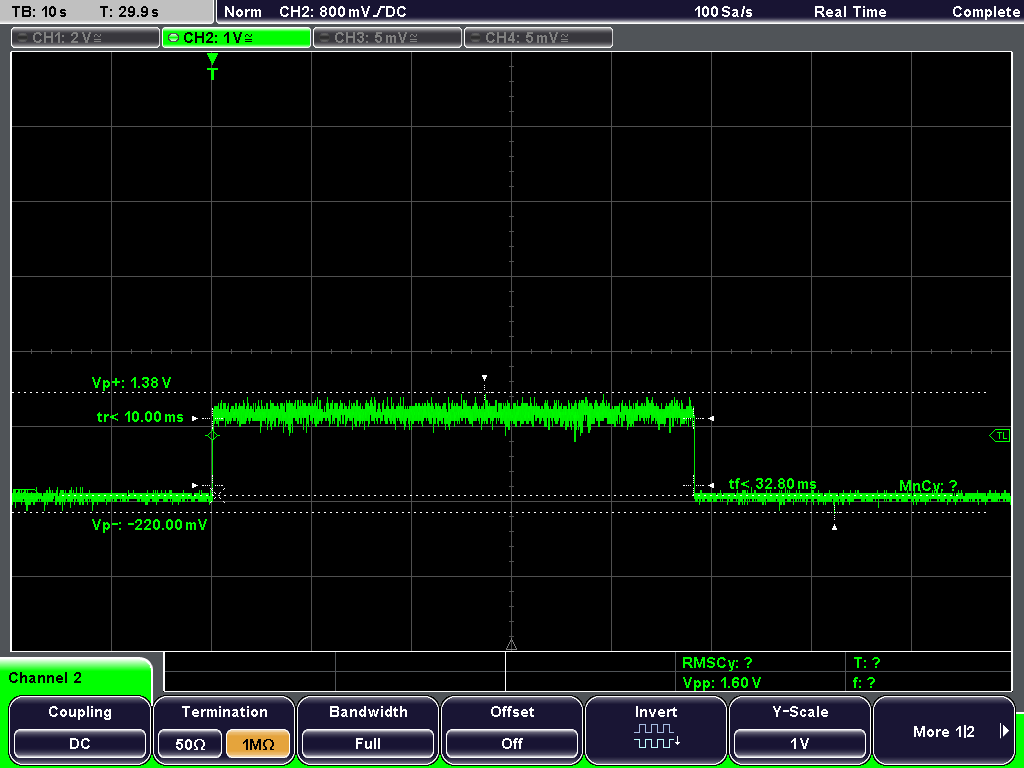 TB: 10 s T: 29.9 s Norm CH2: 800 mV DC 100 Sa/s Real Time Complete
CH1: 2 V CH2: 1 V CH3: 5 mV CH4: 5 mV
T
Vp+: 1.38 V
tr< 10.00 ms
TL
tf< 32.80 ms MnCy: ?
Vp-: -220.00 mV
RMSCy: ? T: ?
Channel 2
Vpp: 1.60 V f: ?
Coupling Termination Bandwidth Offset Invert Y-Scale
More 1|2
DC 50Ω 1MΩ Full Off 1 V